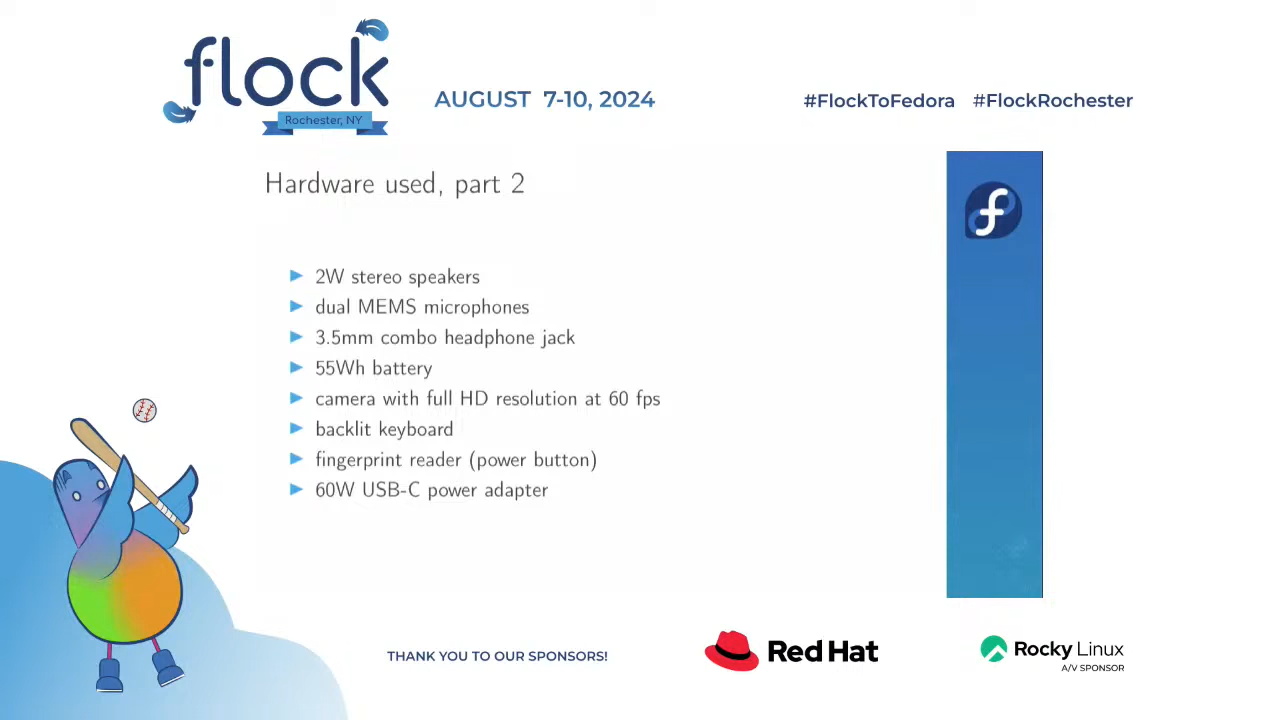 flock
Rochester, NY
AUGUST 7-10, 2024
#FlockToFedora #FlockRochester
Hardware used, part 2
2W stereo speakers
dual MEMS microphones
3.5mm combo headphone jack
55Wh battery
camera with full HD resolution at 60 fps
backlit keyboard
fingerprint reader (power button)
60W USB-C power adapter
THANK YOU TO OUR SPONSORS!
Red Hat
Rocky Linux
A/V SPONSOR